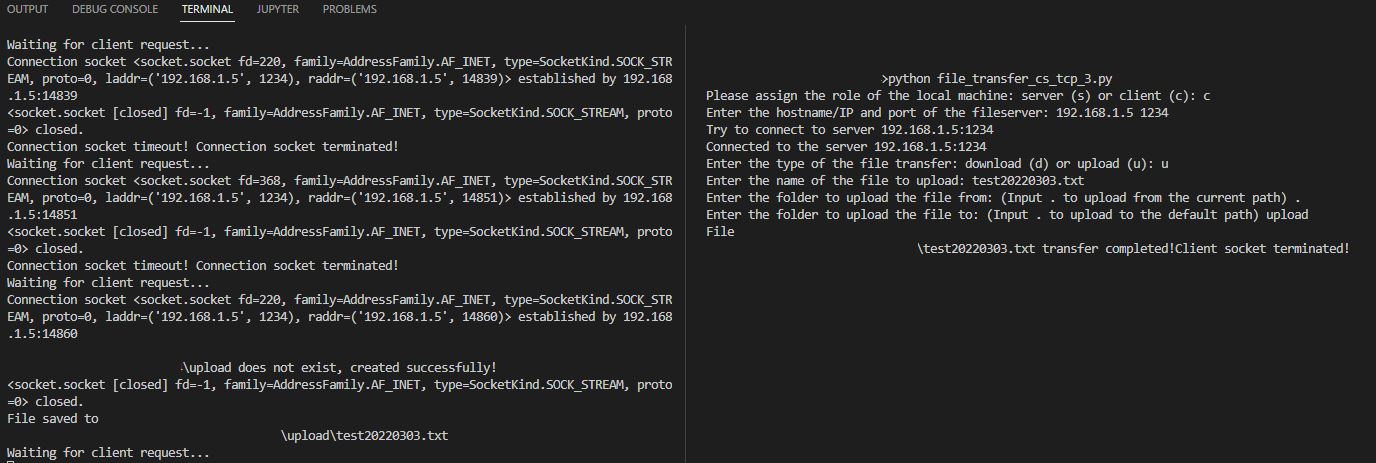 OUTPUT DEBUG CONSOLE TERMINAL JUPYTER PROBLEMS
Waiting for client request...
Connection socket <socket.socket fd=220, family=AddressFamily.AF_INET, type=SocketKind.SOCK_STR
EAM, proto=0, laddr=('192.168.1.5', 1234), raddr=('192.168.1.5', 14839)> established by 192.168
.1.5:14839
<socket.socket [closed] fd=-1, family=AddressFamily.AF_INET, type=SocketKind.SOCK_STREAM, proto
=0> closed.
Connection socket timeout! Connection socket terminated!
Waiting for client request...
Connection socket <socket.socket fd=368, family=AddressFamily.AF_INET, type=SocketKind.SOCK_STR
EAM, proto=0, laddr=('192.168.1.5', 1234), raddr=('192.168.1.5', 14851)> established by 192.168
.1.5:14851
<socket.socket [closed] fd=-1, family=AddressFamily.AF_INET, type=SocketKind.SOCK_STREAM, proto
=0> closed.
Connection socket timeout! Connection socket terminated!
Waiting for client request...
Connection socket <socket.socket fd=220, family=AddressFamily.AF_INET, type=SocketKind.SOCK_STR
EAM, proto=0, laddr=('192.168.1.5', 1234), raddr=('192.168.1.5', 14860)> established by 192.168
.1.5:14860
\upload does not exist, created successfully!
<socket.socket [closed] fd=-1, family=AddressFamily.AF_INET, type=SocketKind.SOCK_STREAM, proto
=0> closed.
File saved to
\upload\test20220303.txt
Waiting for client request...
>python file_transfer_cs_tcp_3.py
Please assign the role of the local machine: server (s) or client (c): c
Enter the hostname/IP and port of the fileserver: 192.168.1.5 1234
Try to connect to server 192.168.1.5:1234
Connected to the server 192.168.1.5:1234
Enter the type of the file transfer: download (d) or upload (u): u
Enter the name of the file to upload: test20220303.txt
Enter the folder to upload the file from: (Input . to upload from the current path) .
Enter the folder to upload the file to: (Input . to upload to the default path) upload
File
\test20220303.txt transfer completed!Client socket terminated!